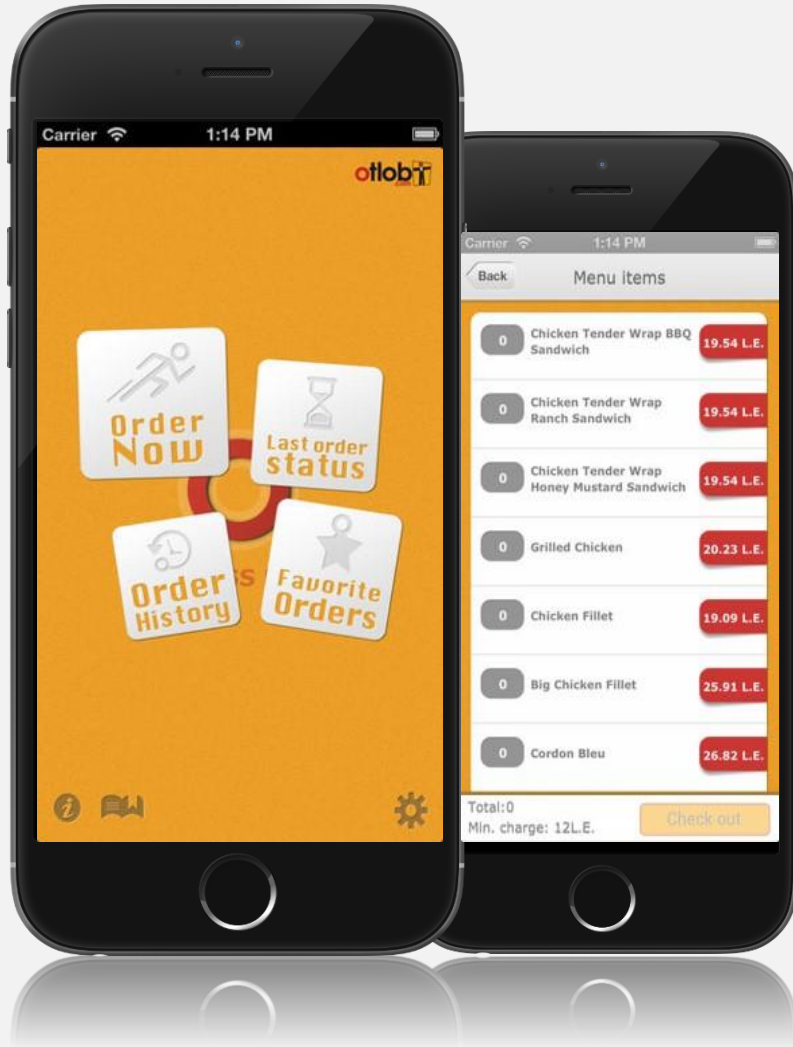 Carrier
1:14 PM
otlob
.com
Order
Now
Last order
status
Order
History
ss
Favorite
Orders
i
Carrier
1:14 PM
Back
Menu items
0
Chicken Tender Wrap BBQ
Sandwich
19.54 L.E.
0
Chicken Tender Wrap
Ranch Sandwich
19.54 L.E.
0
Chicken Tender Wrap
Honey Mustard Sandwich
19.54 L.E.
0
Grilled Chicken
20.23 L.E.
0
Chicken Fillet
19.09 L.E.
0
Big Chicken Fillet
25.91 L.E.
0
Cordon Bleu
26.82 L.E.
Total:0
Min. charge: 12L.E.
Check out